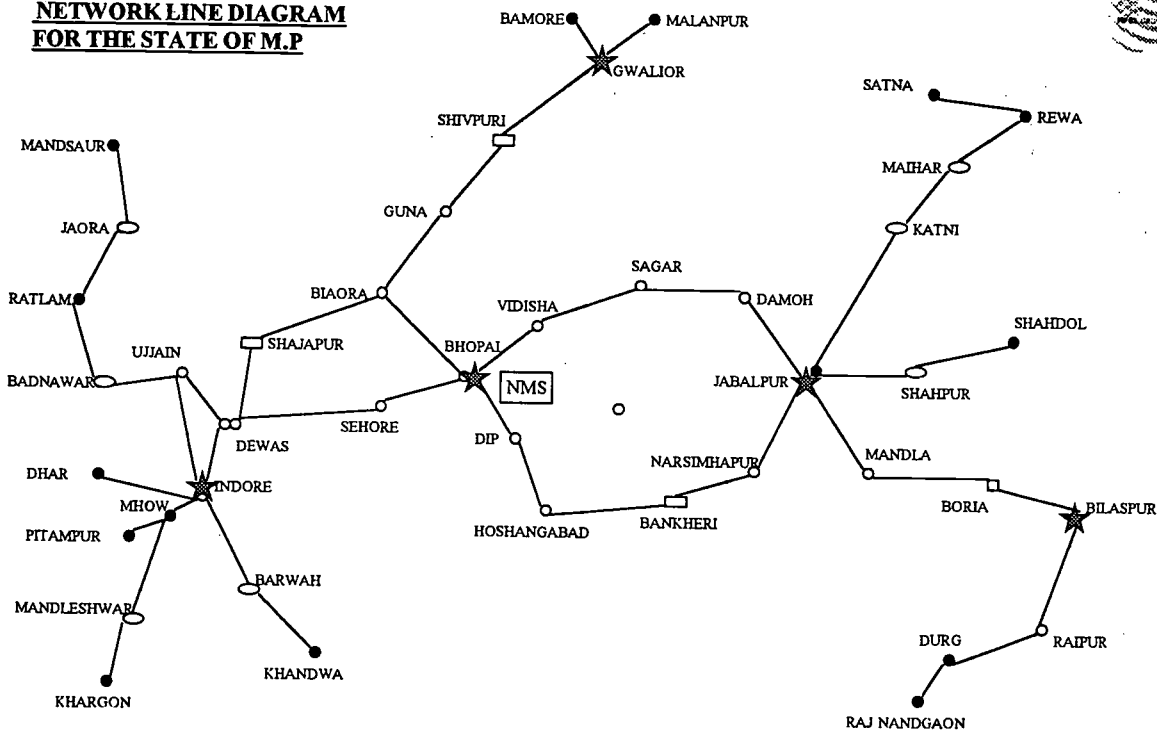 NETWORK LINE DIAGRAM
FOR THE STATE OF M.P
BAMORE
MALANPUR
GWALIOR
SATNA
REWA
SHIVPURI
MANDSAUR
MAIHAR
GUNA
JAORA
KATNI
SAGAR
RATLAM
BIAORA
VIDISHA
DAMOH
SHAHDOL
SHAJAPUR
UJJAIN
BHOPAL
BADNAWAR
NMS
JABALPUR
SHAHPUR
SEHORE
DEWAS
DIP
MANDLA
DHAR
INDORE
NARSIMHAPUR
MHOW
BORIA
BILASPUR
PITAMPUR
HOSHANGABAD
BANKHERI
BARWAH
MANDLESHWAR
DURG
RAIPUR
KHANDWA
KHARGON
RAJ NANDGAON